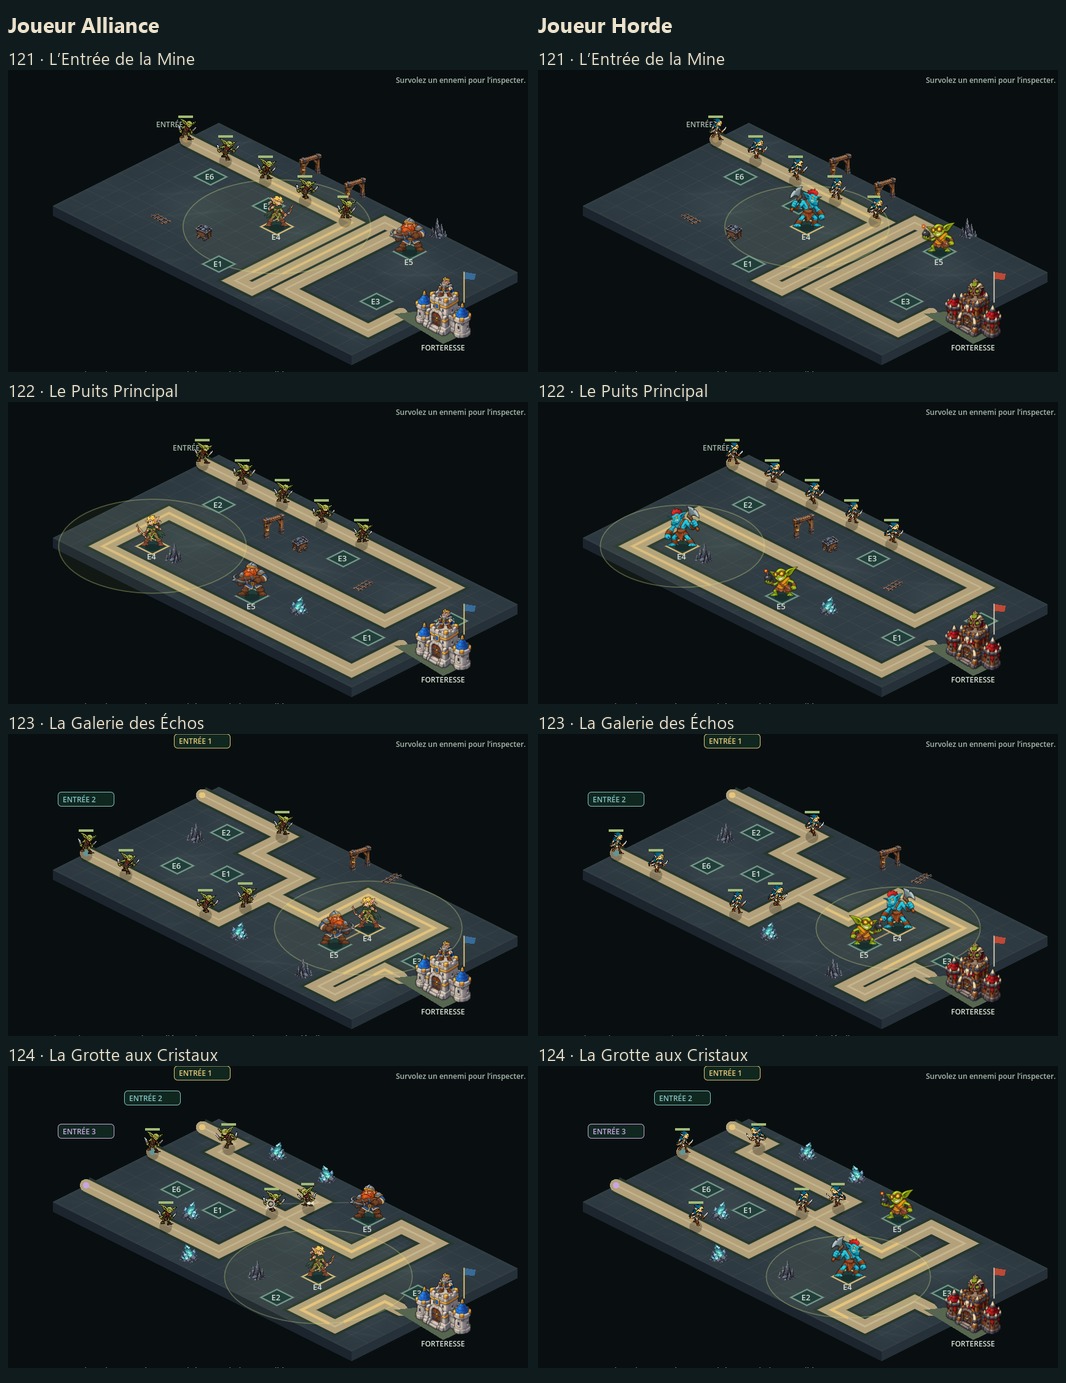 Joueur Alliance
Joueur Horde
121 · L'Entrée de la Mine
121 · L'Entrée de la Mine
Survolez un ennemi pour l'inspecter.
ENTRÉE
E6
E4
E1
E5
E3
FORTERESSE
Survolez un ennemi pour l'inspecter.
ENTRÉE
E6
E4
E1
E5
E3
FORTERESSE
122 · Le Puits Principal
122 · Le Puits Principal
Survolez un ennemi pour l'inspecter.
ENTRÉE
E2
E4
E3
E5
E1
FORTERESSE
Survolez un ennemi pour l'inspecter.
ENTRÉE
E2
E4
E3
E5
E1
FORTERESSE
123 · La Galerie des Échos
123 · La Galerie des Échos
ENTRÉE 1
Survolez un ennemi pour l'inspecter.
ENTRÉE 2
E2
E6
E1
E4
E5
E3
FORTERESSE
ENTRÉE 1
Survolez un ennemi pour l'inspecter.
ENTRÉE 2
E2
E6
E1
E4
E5
E3
FORTERESSE
124 · La Grotte aux Cristaux
124 · La Grotte aux Cristaux
ENTRÉE 1
Survolez un ennemi pour l'inspecter.
ENTRÉE 2
ENTRÉE 3
E6
E1
E5
E4
E2
FORTERESSE
ENTRÉE 1
Survolez un ennemi pour l'inspecter.
ENTRÉE 2
ENTRÉE 3
E6
E1
E5
E4
E2
FORTERESSE